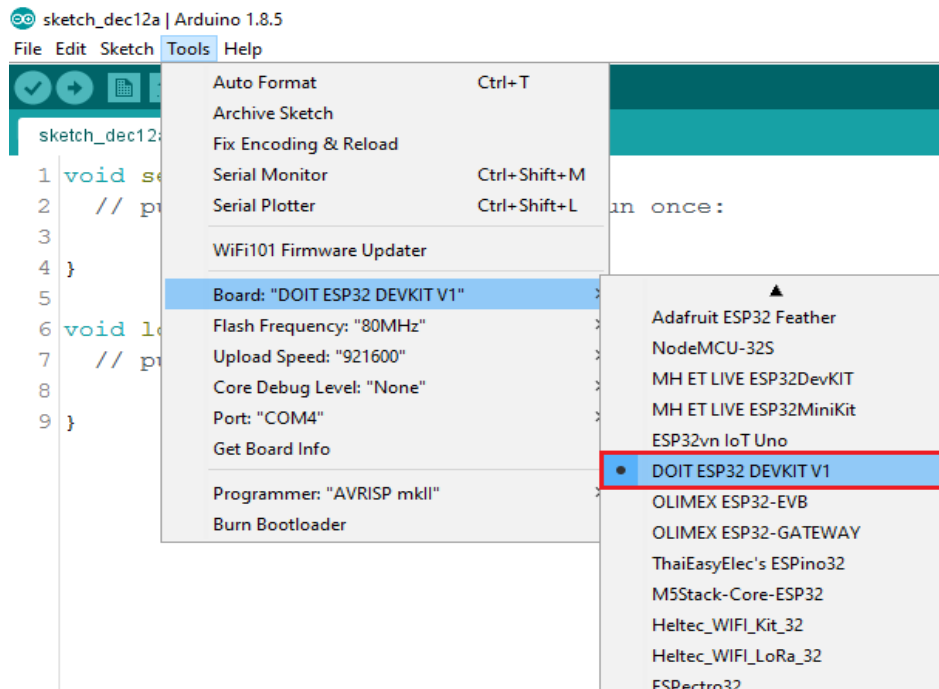 sketch_dec12a | Arduino 1.8.5
File Edit Sketch Tools Help
sketch_dec12a
Auto Format Ctrl+T
Archive Sketch
Fix Encoding & Reload
Serial Monitor Ctrl+Shift+M
Serial Plotter Ctrl+Shift+L
WiFi101 Firmware Updater
Board: "DOIT ESP32 DEVKIT V1"
Flash Frequency: "80MHz"
Upload Speed: "921600"
Core Debug Level: "None"
Port: "COM4"
Get Board Info
Programmer: "AVRISP mkII"
Burn Bootloader
1 void se
2 // pu un once:
3
4 }
5
6 void lo
7 // pu
8
9 }
Adafruit ESP32 Feather
NodeMCU-32S
MH ET LIVE ESP32DevKIT
MH ET LIVE ESP32MiniKit
ESP32vn IoT Uno
DOIT ESP32 DEVKIT V1
OLIMEX ESP32-EVB
OLIMEX ESP32-GATEWAY
ThaiEasyElec's ESPino32
M5Stack-Core-ESP32
Heltec_WIFI_Kit_32
Heltec_WIFI_LoRa_32
ESPectro32